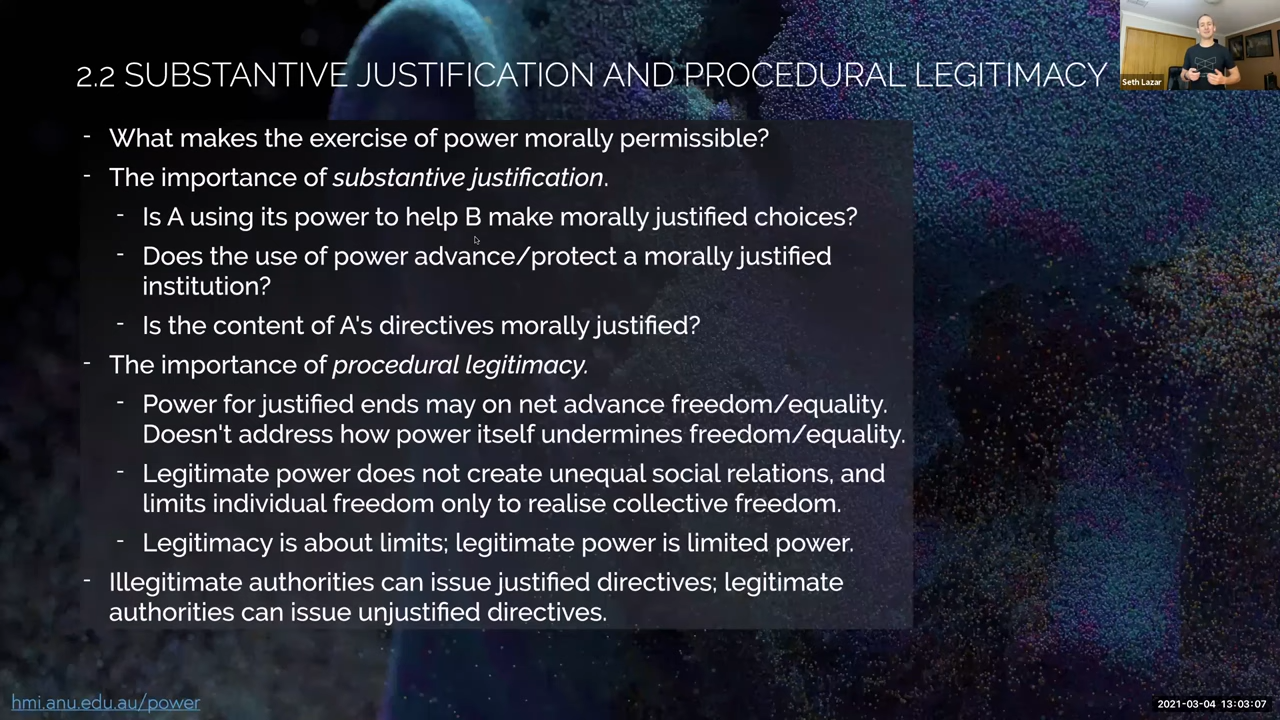 2.2 SUBSTANTIVE JUSTIFICATION AND PROCEDURAL LEGITIMACY
Seth Lazar
- What makes the exercise of power morally permissible?
- The importance of substantive justification.
- Is A using its power to help B make morally justified choices?
- Does the use of power advance/protect a morally justified
institution?
- Is the content of A's directives morally justified?
- The importance of procedural legitimacy.
- Power for justified ends may on net advance freedom/equality.
Doesn't address how power itself undermines freedom/equality.
- Legitimate power does not create unequal social relations, and
limits individual freedom only to realise collective freedom.
- Legitimacy is about limits; legitimate power is limited power.
- Illegitimate authorities can issue justified directives; legitimate
authorities can issue unjustified directives.
hmi.anu.edu.au/power
2021-03-04 13:03:07